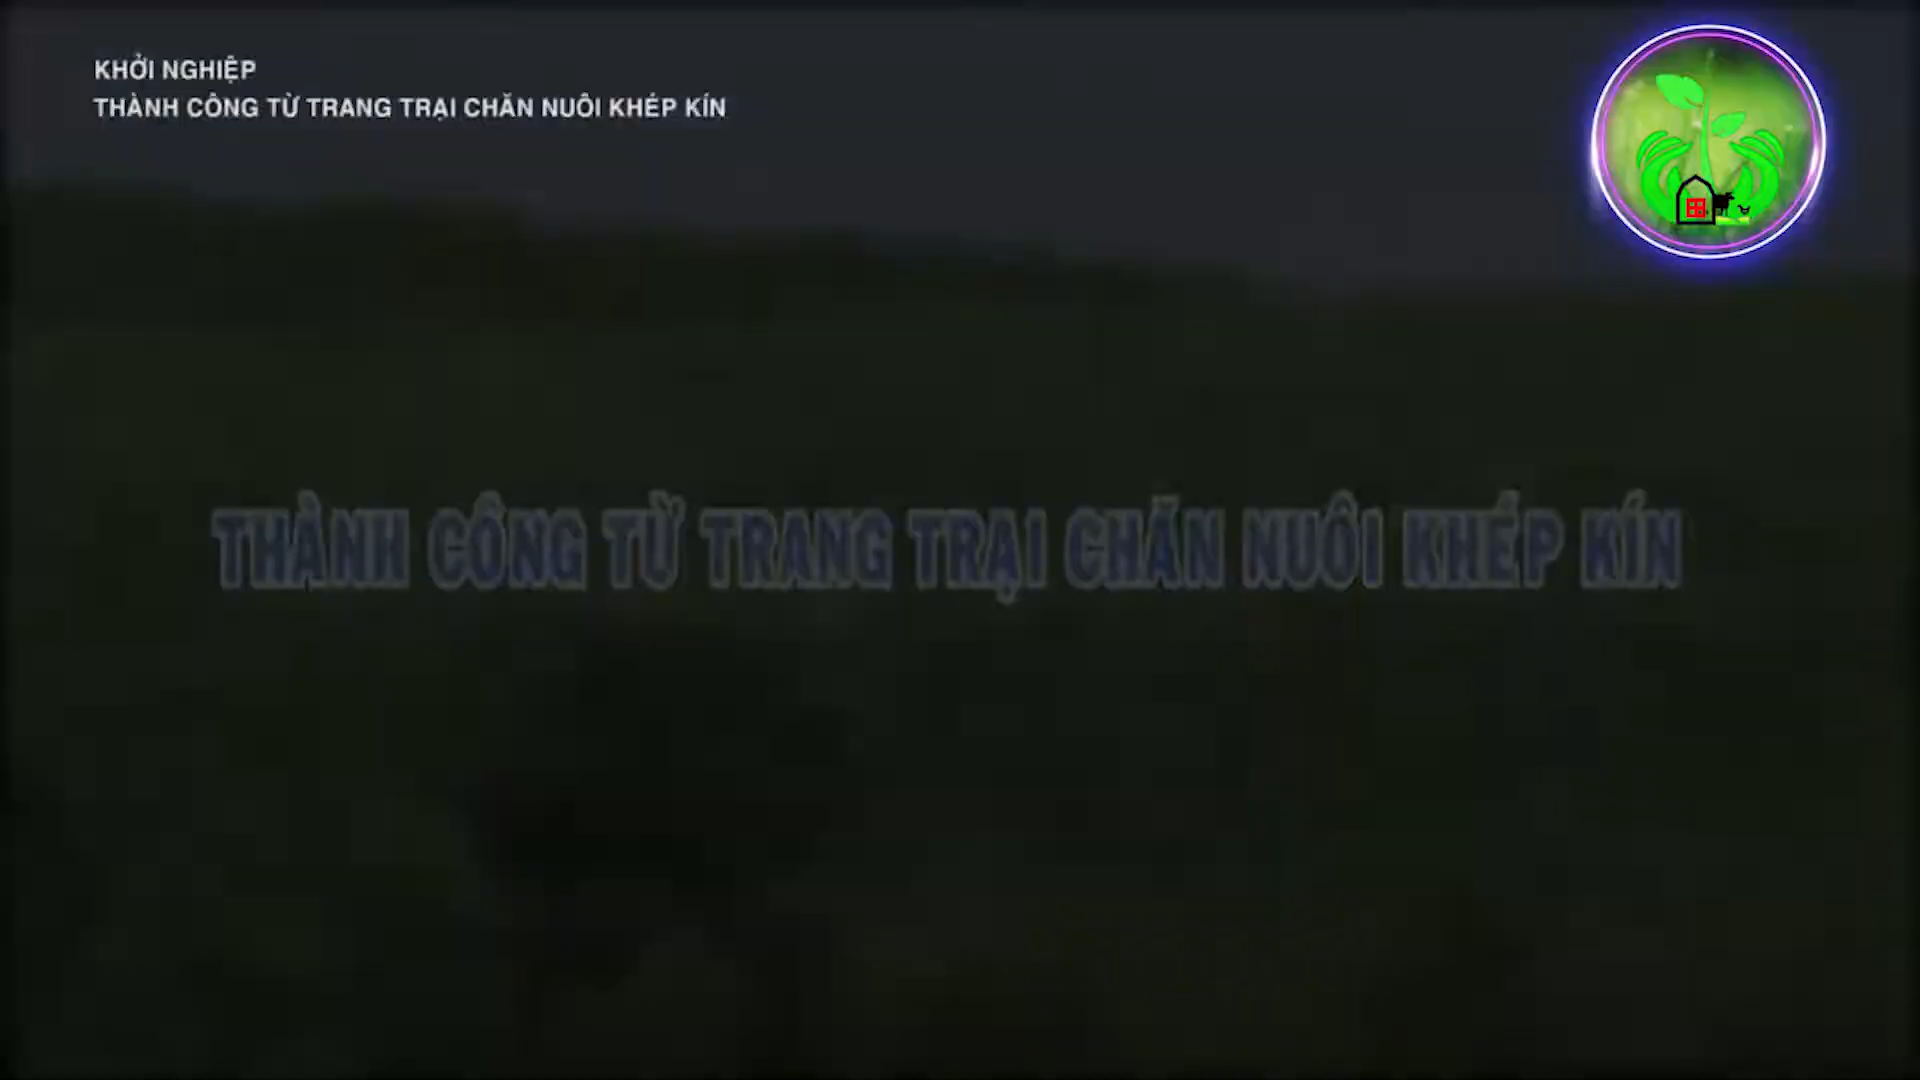 KHỞI NGHIỆP
THÀNH CÔNG TỪ TRANG TRẠI CHĂN NUÔI KHÉP KÍN
THÀNH CÔNG TỪ TRANG TRẠI CHĂN NUÔI KHÉP KÍN